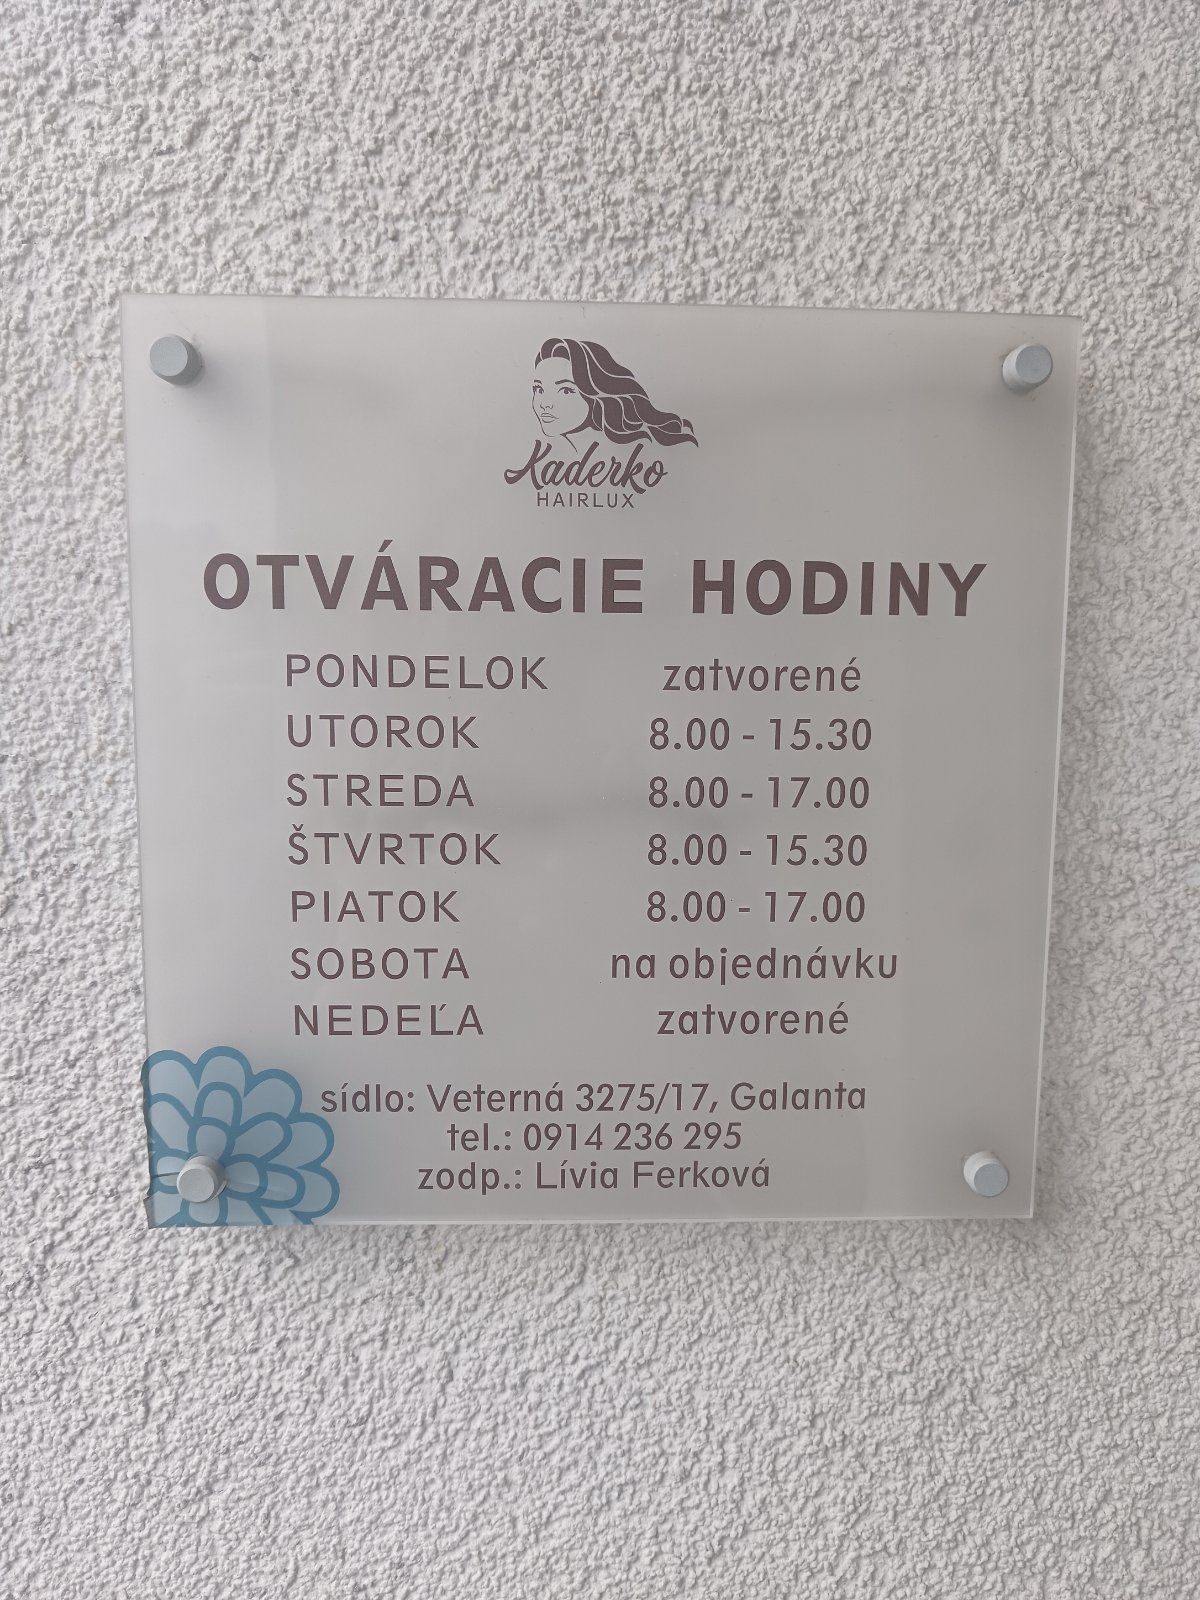 Kaderko
HAIRLUX
OTVÁRACIE HODINY
PONDELOK zatvorené
UTOROK 8.00 - 15.30
STREDA 8.00 - 17.00
ŠTVRTOK 8.00 - 15.30
PIATOK 8.00 - 17.00
SOBOTA na objednávku
NEDEĽA zatvorené
sídlo: Veterná 3275/17, Galanta
tel.: 0914 236 295
zodp.: Lívia Ferková